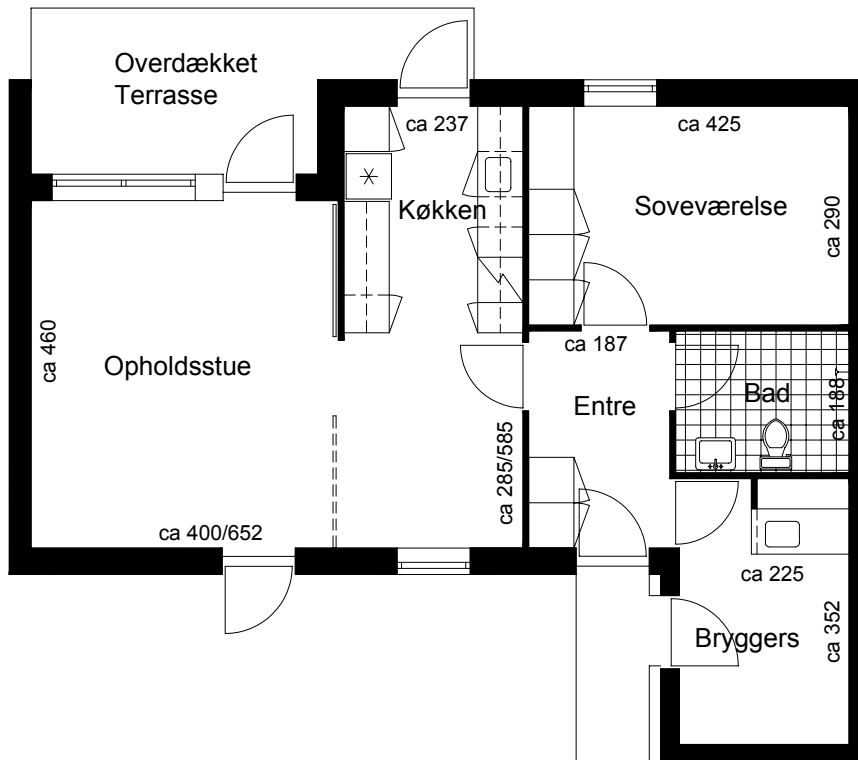 Overdækket
Terrasse
ca 237
ca 425
Køkken
Soveværelse
ca 290
ca 460
Opholdsstue
ca 187
Entre
Bad
ca 188
ca 285/585
ca 400/652
ca 225
Bryggers
ca 352